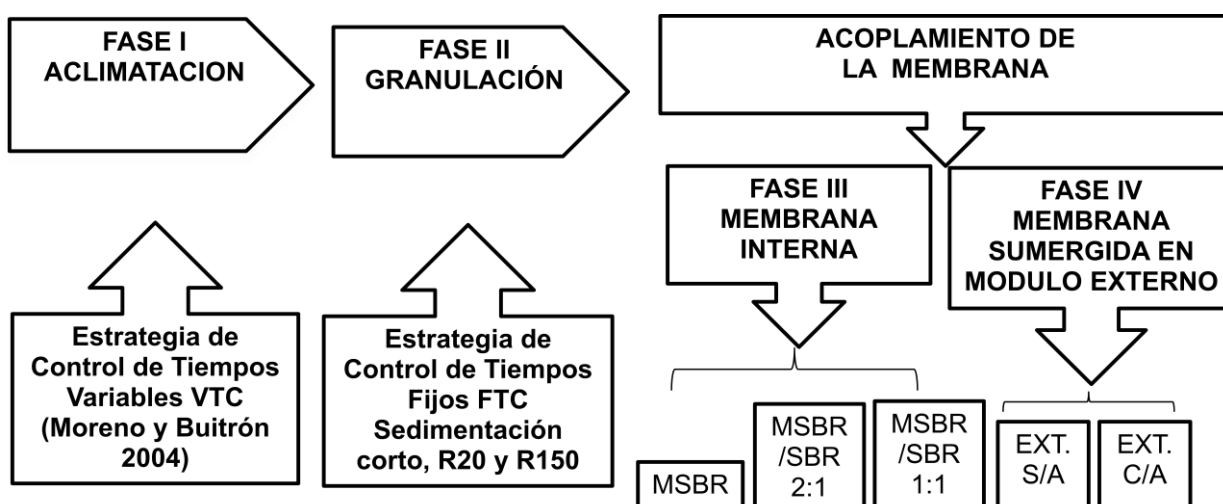 FASE I
ACLIMATACION
FASE II
GRANULACIÓN
ACOPLAMIENTO DE
LA MEMBRANA
FASE III
MEMBRANA
INTERNA
FASE IV
MEMBRANA
SUMERGIDA EN
MODULO EXTERNO
Estrategia de
Control de Tiempos
Variables VTC
(Moreno y Buitrón
2004)
Estrategia de
Control de Tiempos
Fijos FTC
Sedimentación
corto, R20 y R150
MSBR
MSBR
/SBR
2:1
MSBR
/SBR
1:1
EXT.
S/A
EXT.
C/A